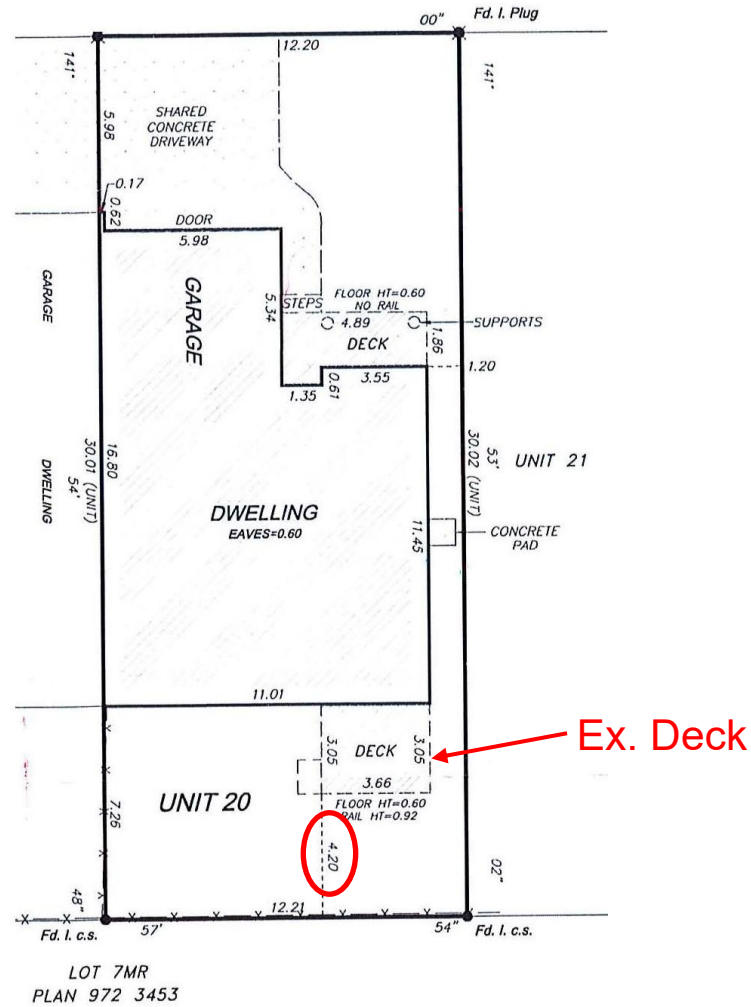 00" Fd. I. Plug
12.20
141°
141°
5.98
SHARED
CONCRETE
DRIVEWAY
0.17
0.62
DOOR
5.98
GARAGE
GARAGE
5.34
STEPS
FLOOR HT=0.60
NO RAIL
4.89
SUPPORTS
DECK
1.86
1.20
3.55
0.61
1.35
16.80
30.01 (UNIT)
54'
DWELLING
DWELLING
EAVES=0.60
53'
30.02 (UNIT)
UNIT 21
11.45
CONCRETE
PAD
11.01
3.05
DECK
3.05
Ex. Deck
3.66
UNIT 20
FLOOR HT=0.60
RAIL HT=0.92
7.26
4.20
02"
48"
12.21
Fd. I. c.s.
57'
54"
Fd. I. c.s.
LOT 7MR
PLAN 972 3453